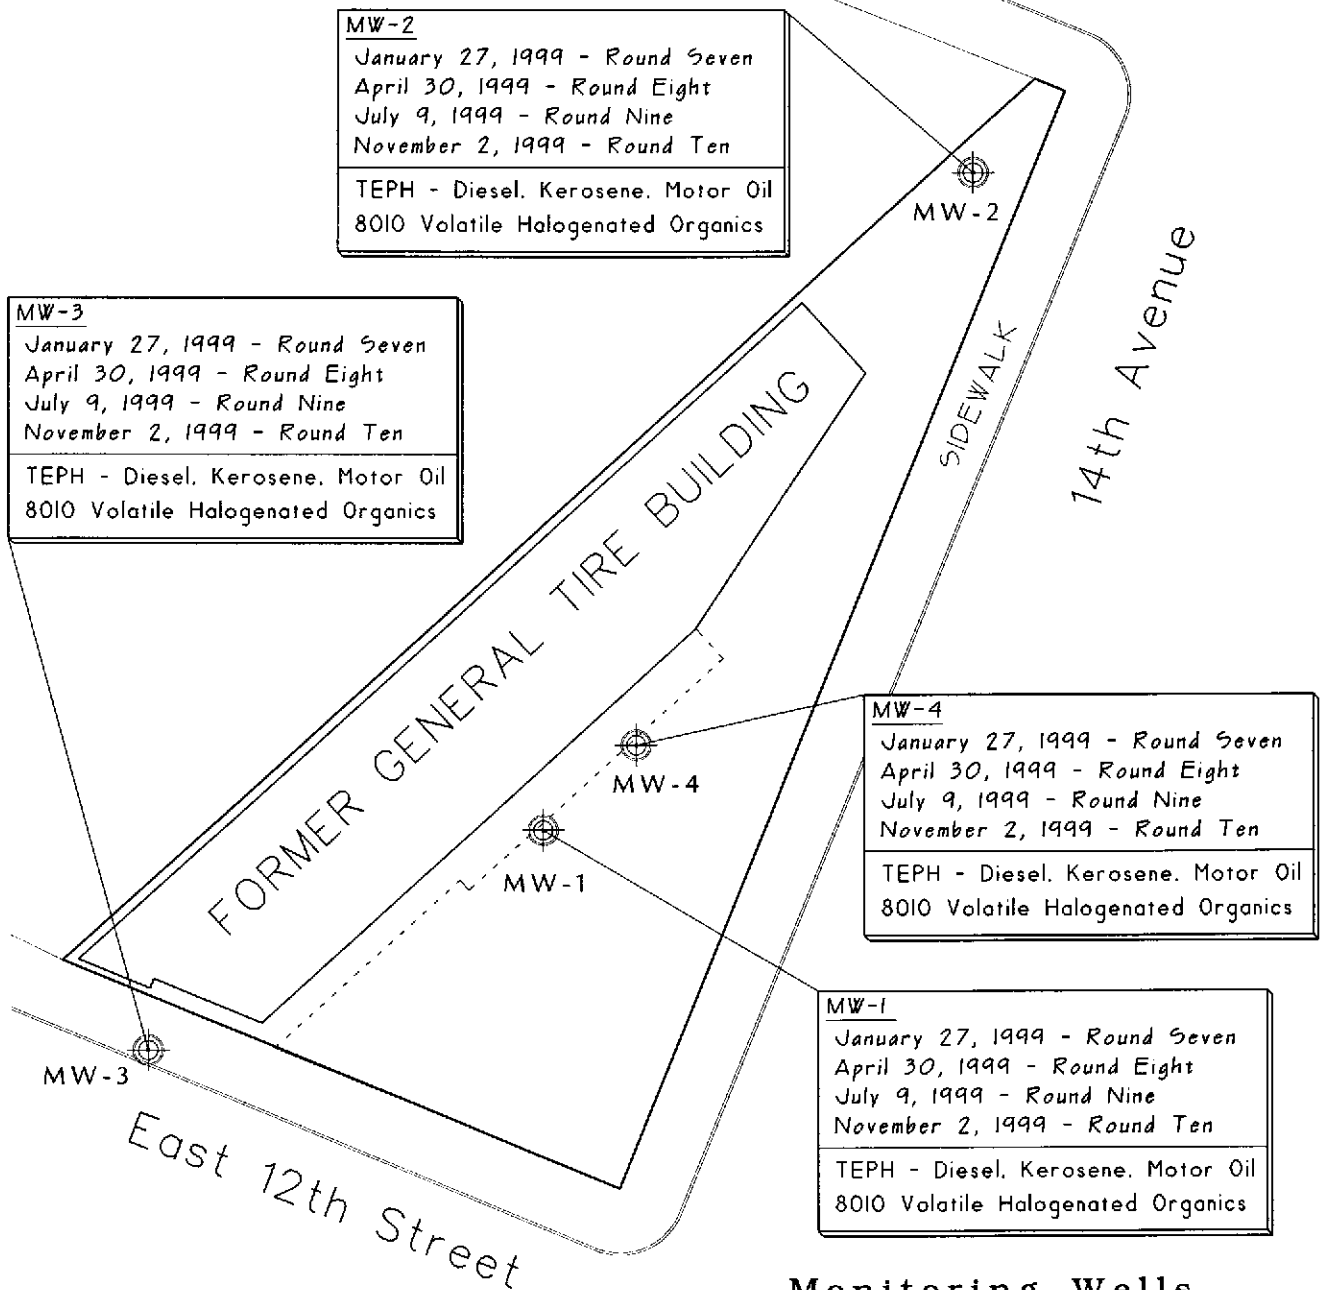 MW-2
January 27, 1999 - Round Seven
April 30, 1999 - Round Eight
July 9, 1999 - Round Nine
November 2, 1999 - Round Ten
TEPH - Diesel. Kerosene. Motor Oil
8010 Volatile Halogenated Organics
MW-2
MW-3
January 27, 1999 - Round Seven
April 30, 1999 - Round Eight
July 9, 1999 - Round Nine
November 2, 1999 - Round Ten
TEPH - Diesel. Kerosene. Motor Oil
8010 Volatile Halogenated Organics
14th Avenue
SIDEWALK
FORMER GENERAL TIRE BUILDING
MW-4
January 27, 1999 - Round Seven
April 30, 1999 - Round Eight
July 9, 1999 - Round Nine
November 2, 1999 - Round Ten
TEPH - Diesel. Kerosene. Motor Oil
8010 Volatile Halogenated Organics
MW-4
MW-1
MW-1
January 27, 1999 - Round Seven
April 30, 1999 - Round Eight
July 9, 1999 - Round Nine
November 2, 1999 - Round Ten
TEPH - Diesel. Kerosene. Motor Oil
8010 Volatile Halogenated Organics
MW-3
East 12th Street
Monitoring Wells